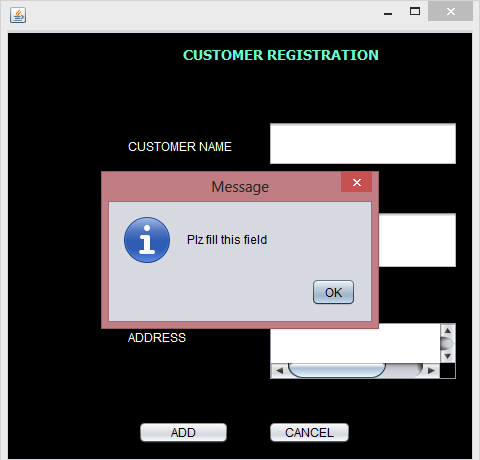 CUSTOMER REGISTRATION
CUSTOMER NAME
Message
Plz fill this field
OK
ADDRESS
ADD
CANCEL